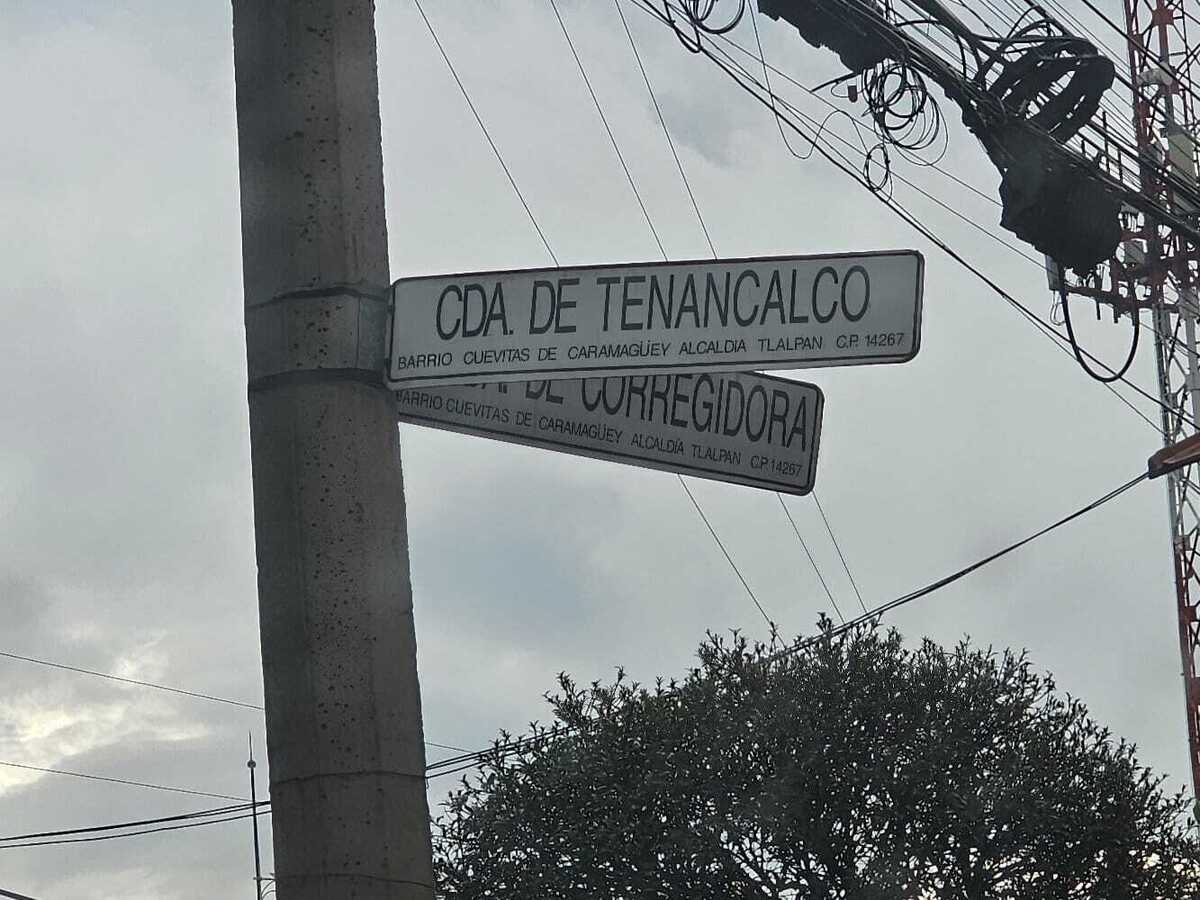 CDA. DE TENANCALCO
BARRIO CUEVITAS DE CARAMAGÜEY ALCALDIA TLALPAN C.P. 14267
DE CORREGIDORA
BARRIO CUEVITAS DE CARAMAGÜEY ALCALDÍA TLALPAN C.P. 14267